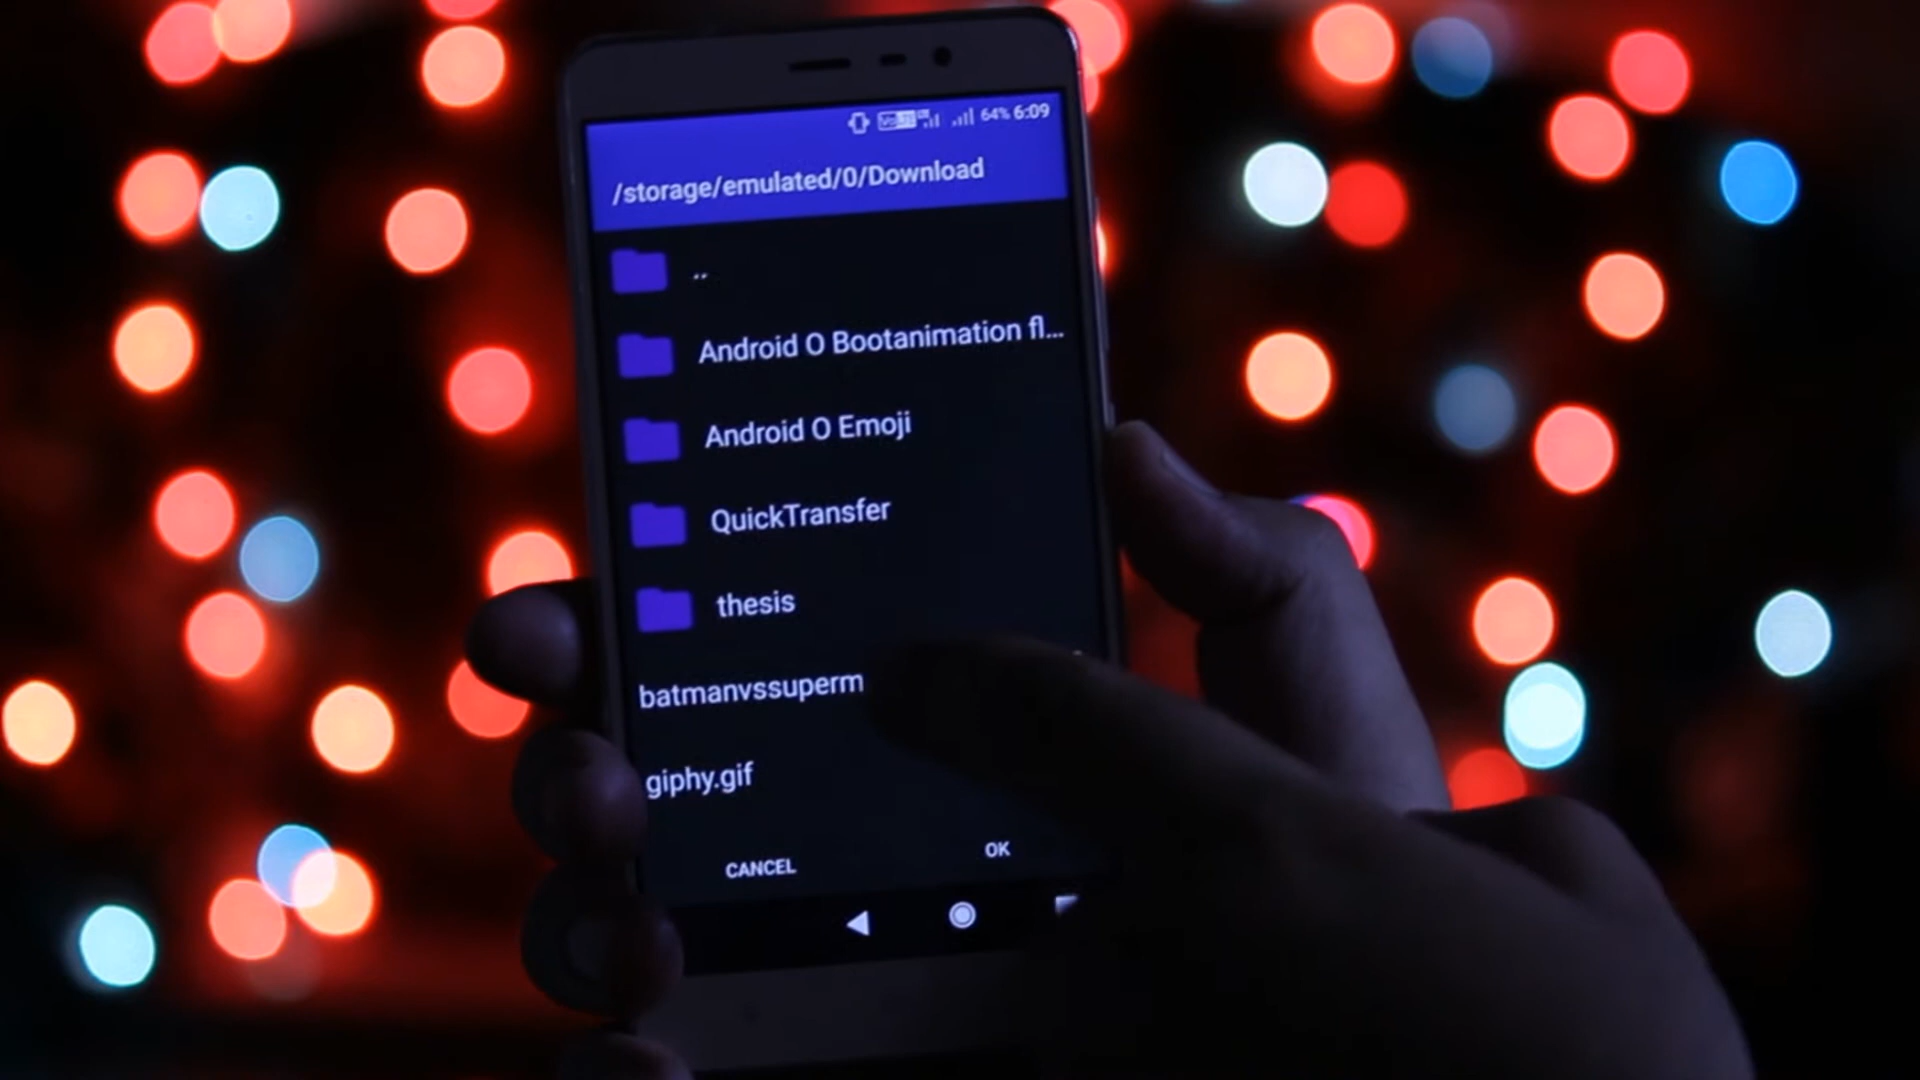 64% 6:09
/storage/emulated/0/Download
..
Android O Bootanimation fl...
Android O Emoji
QuickTransfer
thesis
batmanvssuperm
giphy.gif
CANCEL
OK